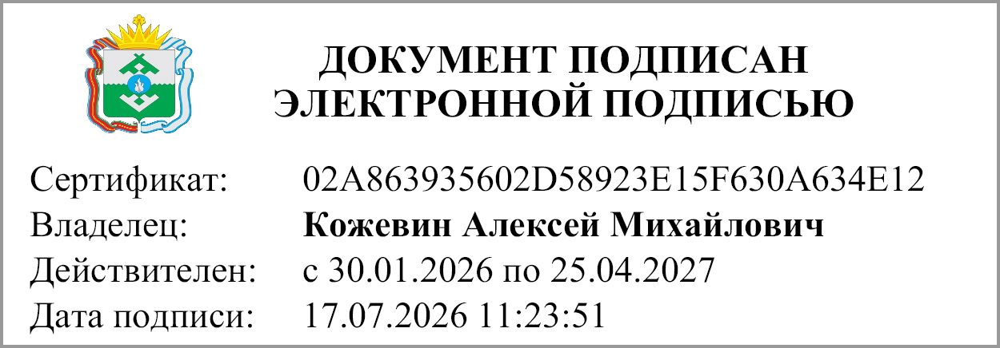 ДОКУМЕНТ ПОДПИСАН
ЭЛЕКТРОННОЙ ПОДПИСЬЮ
Сертификат: 02A863935602D58923E15F630A634E12
Владелец: Кожевин Алексей Михайлович
Действителен: с 30.01.2026 по 25.04.2027
Дата подписи: 17.07.2026 11:23:51